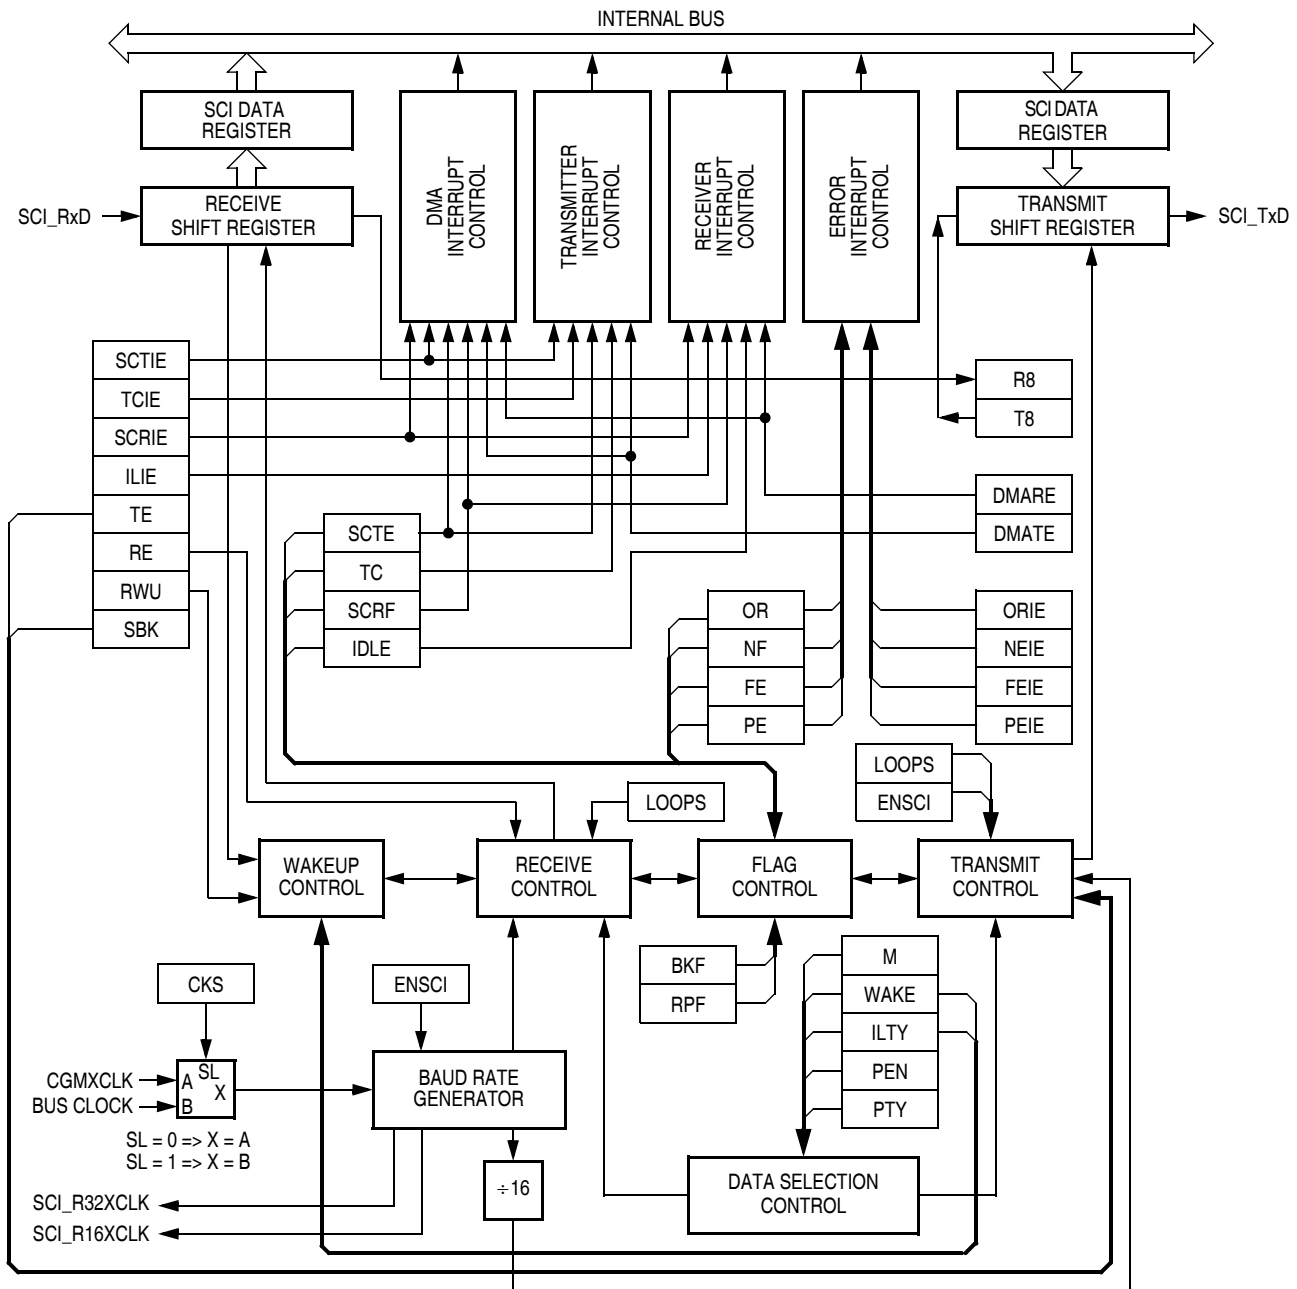 INTERNAL BUS
SCI DATA
REGISTER
SCI DATA
REGISTER
DMA
INTERRUPT
CONTROL
TRANSMITTER
INTERRUPT
CONTROL
RECEIVER
INTERRUPT
CONTROL
ERROR
INTERRUPT
CONTROL
SCI_RxD
RECEIVE
SHIFT REGISTER
TRANSMIT
SHIFT REGISTER
SCI_TxD
SCTIE
TCIE
SCRIE
ILIE
TE
RE
RWU
SBK
R8
T8
DMARE
DMATE
SCTE
TC
SCRF
IDLE
OR
NF
FE
PE
ORIE
NEIE
FEIE
PEIE
LOOPS
ENSCI
LOOPS
WAKEUP
CONTROL
RECEIVE
CONTROL
FLAG
CONTROL
TRANSMIT
CONTROL
BKF
RPF
M
WAKE
ILTY
PEN
PTY
CKS
ENSCI
CGMXCLK
BUS CLOCK
SL
A
X
B
SL = 0 => X = A
SL = 1 => X = B
BAUD RATE
GENERATOR
÷16
DATA SELECTION
CONTROL
SCI_R32XCLK
SCI_R16XCLK